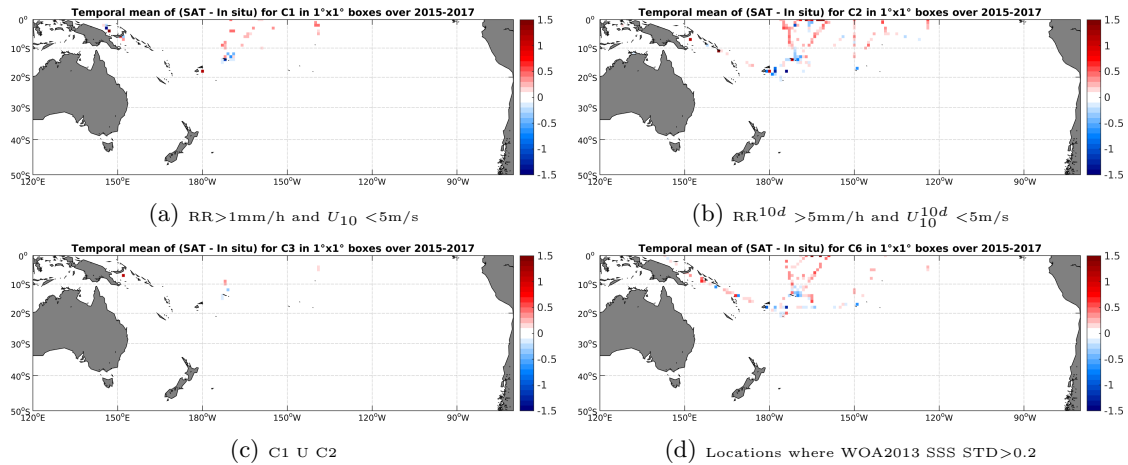 Temporal mean of (SAT - In situ) for C1 in 1°x1° boxes over 2015-2017
0°
10°S
20°S
30°S
40°S
50°S
120°E 150°E 180°W 150°W 120°W 90°W
1.5
1
0.5
0
-0.5
-1
-1.5
(a) RR>1mm/h and U10 <5m/s
Temporal mean of (SAT - In situ) for C2 in 1°x1° boxes over 2015-2017
0°
10°S
20°S
30°S
40°S
50°S
120°E 150°E 180°W 150°W 120°W 90°W
1.5
1
0.5
0
-0.5
-1
-1.5
(b) RR^10d >5mm/h and U10^10d <5m/s
Temporal mean of (SAT - In situ) for C3 in 1°x1° boxes over 2015-2017
0°
10°S
20°S
30°S
40°S
50°S
120°E 150°E 180°W 150°W 120°W 90°W
1.5
1
0.5
0
-0.5
-1
-1.5
(c) C1 U C2
Temporal mean of (SAT - In situ) for C6 in 1°x1° boxes over 2015-2017
0°
10°S
20°S
30°S
40°S
50°S
120°E 150°E 180°W 150°W 120°W 90°W
1.5
1
0.5
0
-0.5
-1
-1.5
(d) Locations where WOA2013 SSS STD>0.2